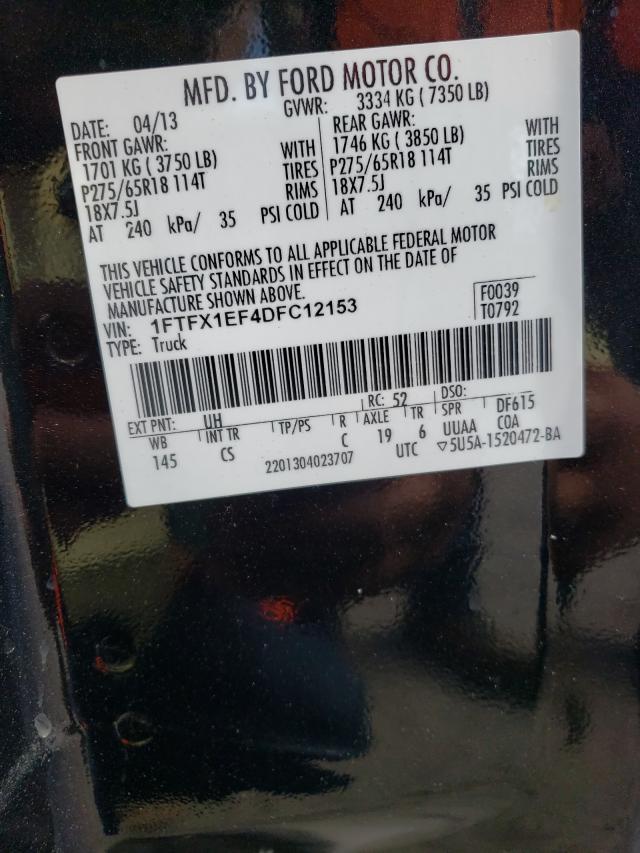 MFD. BY FORD MOTOR CO.
DATE: 04/13
GVWR: 3334 KG ( 7350 LB)
FRONT GAWR:
1701 KG ( 3750 LB) WITH
P275/65R18 114T TIRES
18X7.5J RIMS
AT 240 kPa/ 35 PSI COLD
REAR GAWR:
1746 KG ( 3850 LB) WITH
P275/65R18 114T TIRES
18X7.5J RIMS
AT 240 kPa/ 35 PSI COLD
THIS VEHICLE CONFORMS TO ALL APPLICABLE FEDERAL MOTOR
VEHICLE SAFETY STANDARDS IN EFFECT ON THE DATE OF
MANUFACTURE SHOWN ABOVE.
VIN: 1FTFX1EF4DFC12153
TYPE: Truck
F0039
T0792
EXT PNT: UH RC: 52 DSO:
WB INT TR TP/PS R AXLE TR SPR DF615
145 CS C 19 6 UUAA COA
2201304023707 UTC ▽5U5A-1520472-BA